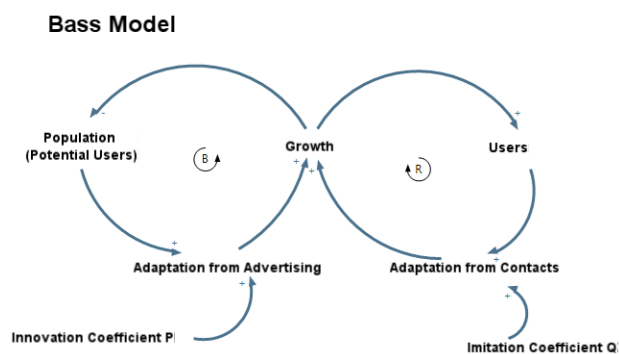 Bass Model
-
+
Population
(Potential Users)
Growth
Users
B
+
+
R
+
+
Adaptation from Advertising
Adaptation from Contacts
+
+
Innovation Coefficient P
Imitation Coefficient Q